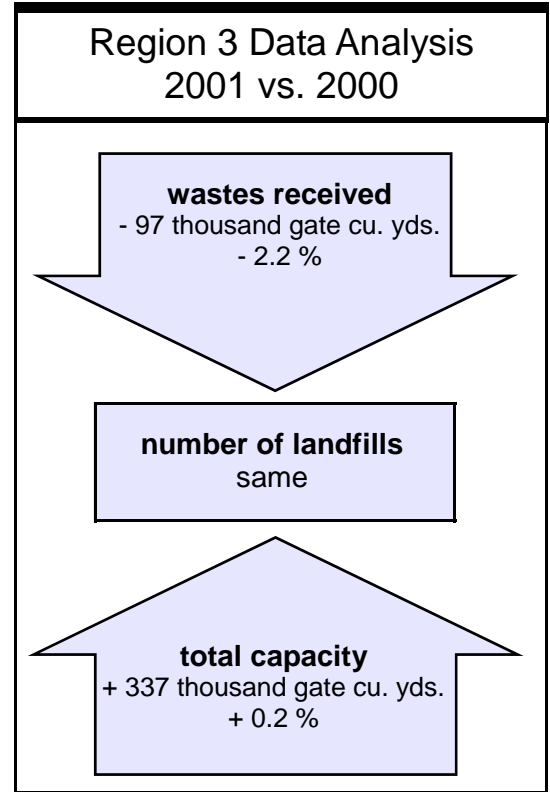 Region 3 Data Analysis
2001 vs. 2000
wastes received
- 97 thousand gate cu. yds.
- 2.2 %
number of landfills
same
total capacity
+ 337 thousand gate cu. yds.
+ 0.2 %